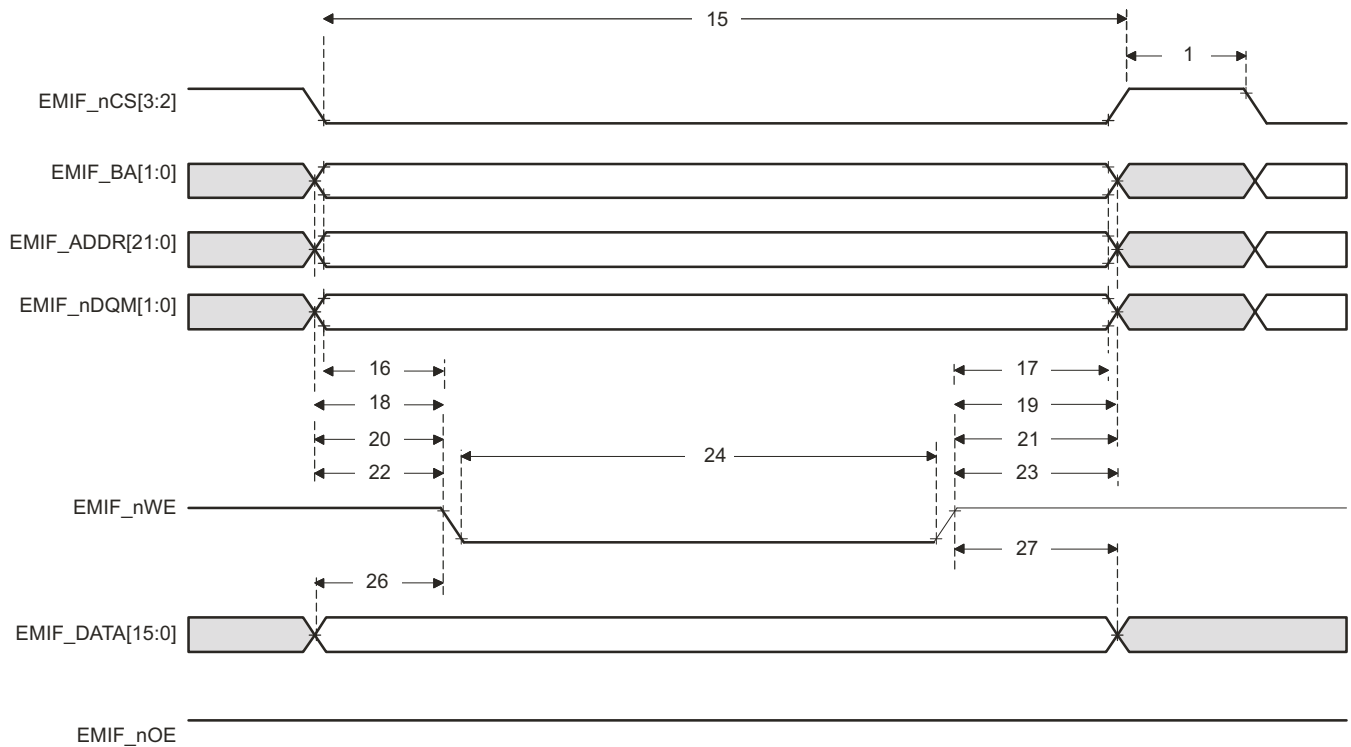 15
1
EMIF_nCS[3:2]
EMIF_BA[1:0]
EMIF_ADDR[21:0]
EMIF_nDQM[1:0]
16
17
18
19
20
21
24
22
23
EMIF_nWE
27
26
EMIF_DATA[15:0]
EMIF_nOE